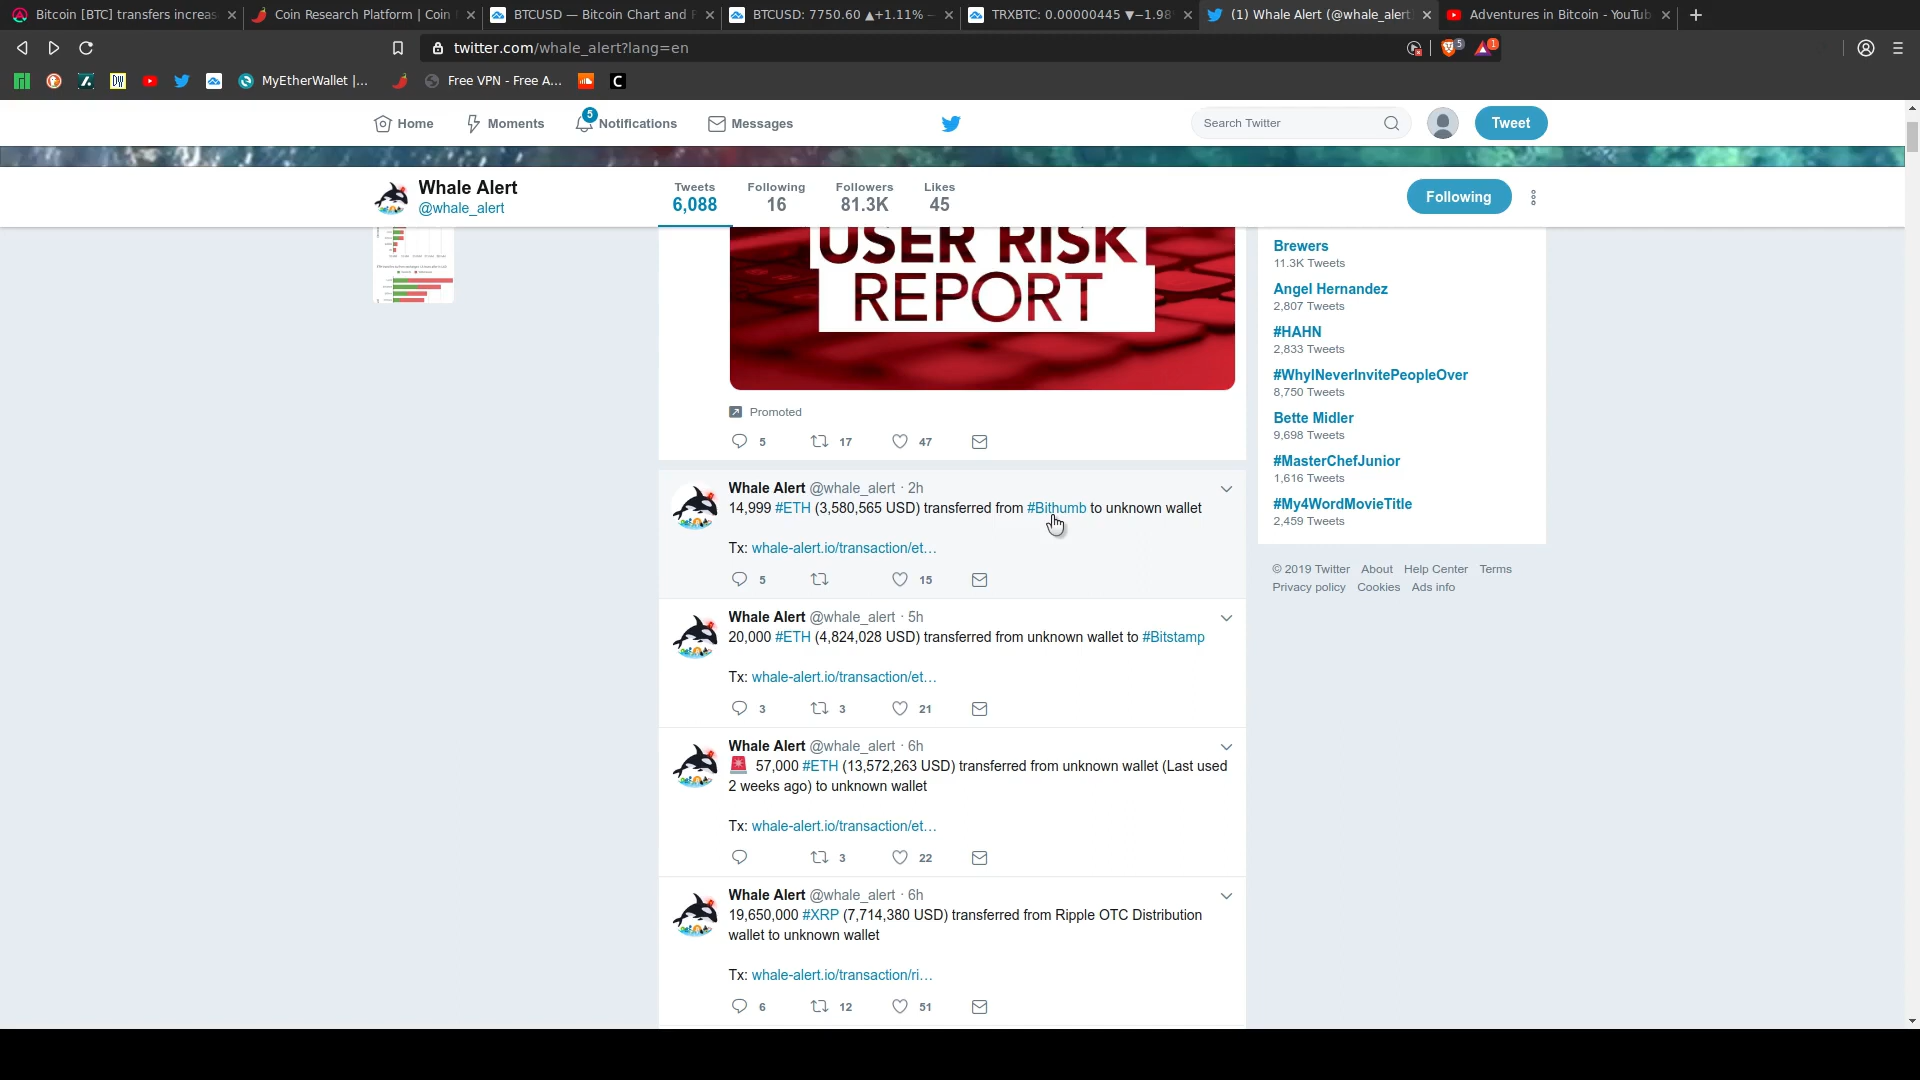 Bitcoin [BTC] transfers increas
Coin Research Platform | Coin
BTCUSD — Bitcoin Chart and P
BTCUSD: 7750.60 ▲+1.11% –
TRXBTC: 0.00000445 ▼−1.98
(1) Whale Alert (@whale_alert)
Adventures in Bitcoin - YouTub
twitter.com/whale_alert?lang=en
5
1
DW
MyEtherWallet |...
Free VPN - Free A...
C
Home
Moments
5
Notifications
Messages
Search Twitter
Tweet
Whale Alert
@whale_alert
Tweets
6,088
Following
16
Followers
81.3K
Likes
45
Following
USER RISK
REPORT
Promoted
5 17 47
Whale Alert @whale_alert · 2h
14,999 #ETH (3,580,565 USD) transferred from #Bithumb to unknown wallet
Tx: whale-alert.io/transaction/et…
5 15
Whale Alert @whale_alert · 5h
20,000 #ETH (4,824,028 USD) transferred from unknown wallet to #Bitstamp
Tx: whale-alert.io/transaction/et…
3 3 21
Whale Alert @whale_alert · 6h
🚨 57,000 #ETH (13,572,263 USD) transferred from unknown wallet (Last used
2 weeks ago) to unknown wallet
Tx: whale-alert.io/transaction/et…
3 22
Whale Alert @whale_alert · 6h
19,650,000 #XRP (7,714,380 USD) transferred from Ripple OTC Distribution
wallet to unknown wallet
Tx: whale-alert.io/transaction/ri…
6 12 51
Brewers
11.3K Tweets
Angel Hernandez
2,807 Tweets
#HAHN
2,833 Tweets
#WhyINeverInvitePeopleOver
8,750 Tweets
Bette Midler
9,698 Tweets
#MasterChefJunior
1,616 Tweets
#My4WordMovieTitle
2,459 Tweets
© 2019 Twitter About Help Center Terms
Privacy policy Cookies Ads info